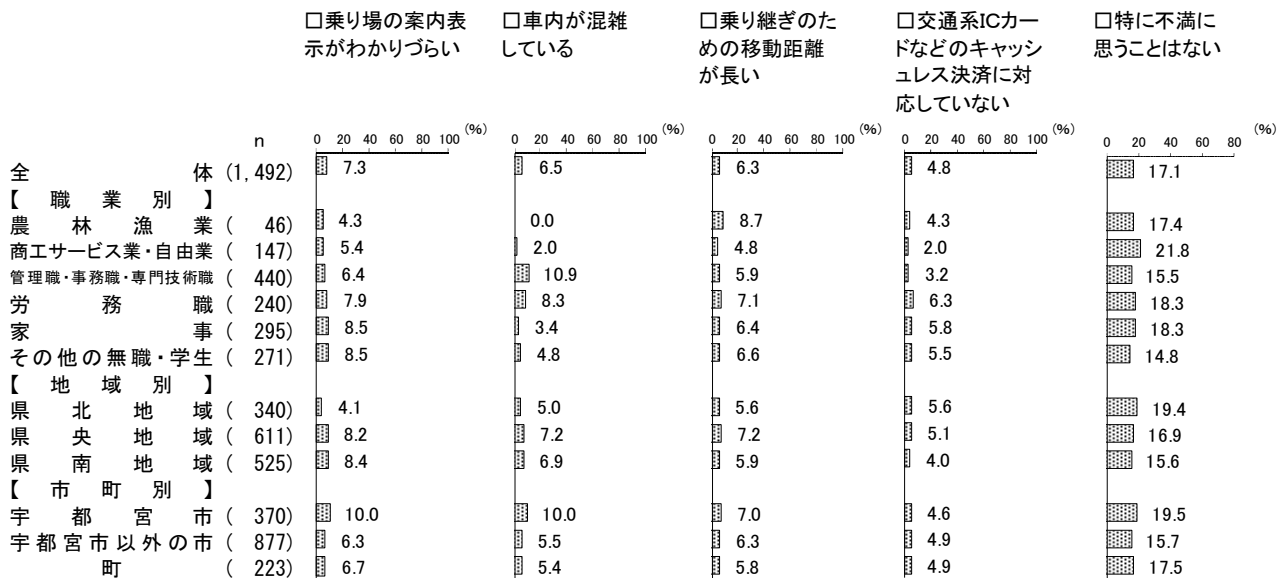 □乗り場の案内表示がわかりづらい
□車内が混雑している
□乗り継ぎのための移動距離が長い
□交通系ICカードなどのキャッシュレス決済に対応していない
□特に不満に思うことはない
n 0 20 40 60 80 100 (%) 0 20 40 60 80 100 (%) 0 20 40 60 80 100 (%) 0 20 40 60 80 100 (%) 0 20 40 60 80 (%)
全体 (1,492) 7.3 6.5 6.3 4.8 17.1
【職業別】
農林漁業 ( 46) 4.3 0.0 8.7 4.3 17.4
商工サービス業・自由業 ( 147) 5.4 2.0 4.8 2.0 21.8
管理職・事務職・専門技術職 ( 440) 6.4 10.9 5.9 3.2 15.5
労務職 ( 240) 7.9 8.3 7.1 6.3 18.3
家事 ( 295) 8.5 3.4 6.4 5.8 18.3
その他の無職・学生 ( 271) 8.5 4.8 6.6 5.5 14.8
【地域別】
県北地域 ( 340) 4.1 5.0 5.6 5.6 19.4
県央地域 ( 611) 8.2 7.2 7.2 5.1 16.9
県南地域 ( 525) 8.4 6.9 5.9 4.0 15.6
【市町別】
宇都宮市 ( 370) 10.0 10.0 7.0 4.6 19.5
宇都宮市以外の市 ( 877) 6.3 5.5 6.3 4.9 15.7
町 ( 223) 6.7 5.4 5.8 4.9 17.5